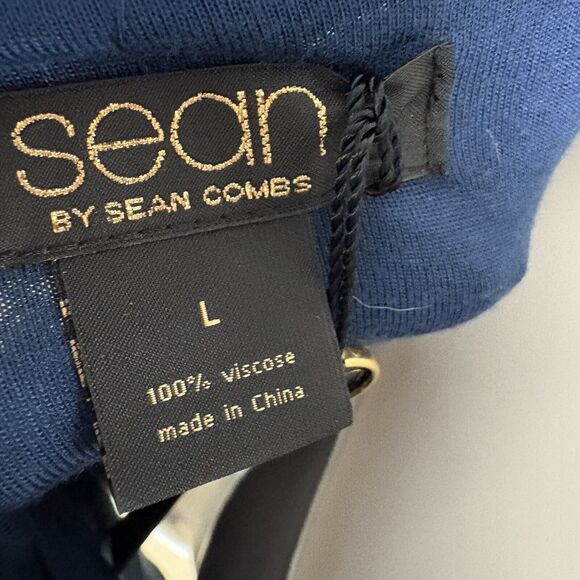 sean
BY SEAN COMBS
L
100% viscose
made in China